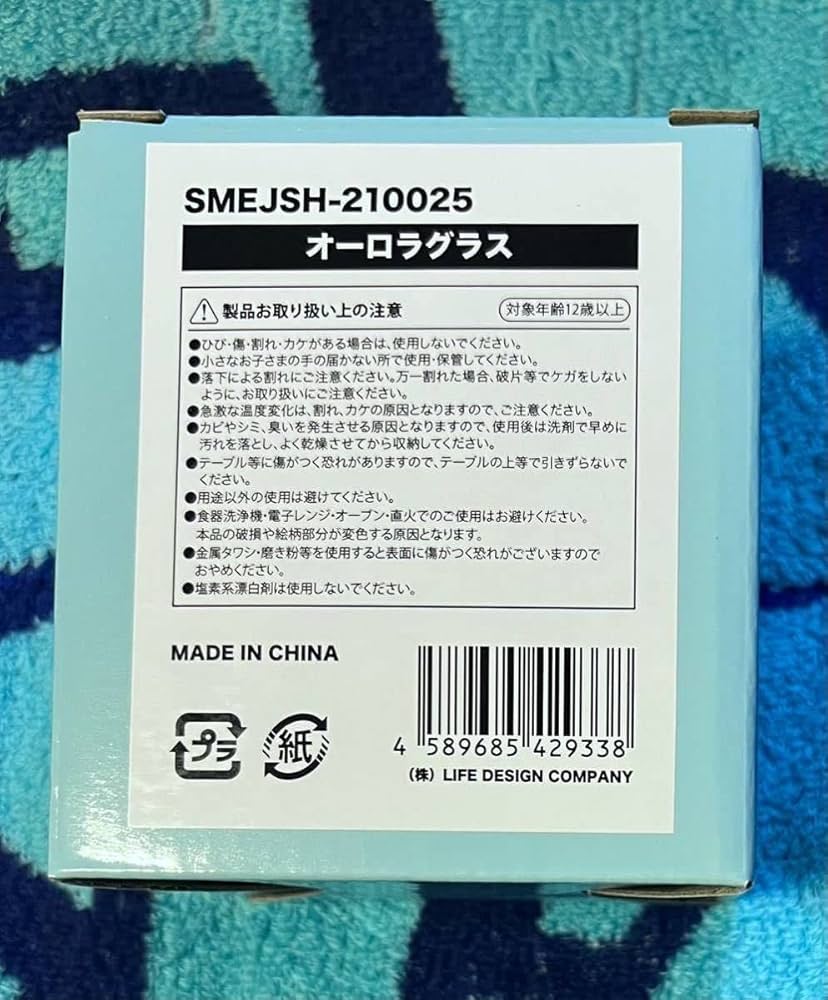 SMEJSH-210025
オーロラグラス
製品お取り扱い上の注意
対象年齢12歳以上
●ひび・傷・割れ・カケがある場合は、使用しないでください。
●小さなお子さまの手の届かない所で使用・保管してください。
●落下による割れにご注意ください。万一割れた場合、破片等でケガをしない
ように、お取り扱いにご注意ください。
●急激な温度変化は、割れ、カケの原因となりますので、ご注意ください。
●カビやシミ、臭いを発生させる原因となりますので、使用後は洗剤で早めに
汚れを落とし、よく乾燥させてから収納してください。
●テーブル等に傷がつく恐れがありますので、テーブルの上等で引きずらないで
ください。
●用途以外の使用は避けてください。
●食器洗浄機・電子レンジ・オーブン・直火でのご使用はお避けください。
本品の破損や絵柄部分が変色する原因となります。
●金属タワシ・磨き粉等を使用すると表面に傷がつく恐れがございますので
おやめください。
●塩素系漂白剤は使用しないでください。
MADE IN CHINA
プラ
紙
4 589685 429338
(株) LIFE DESIGN COMPANY